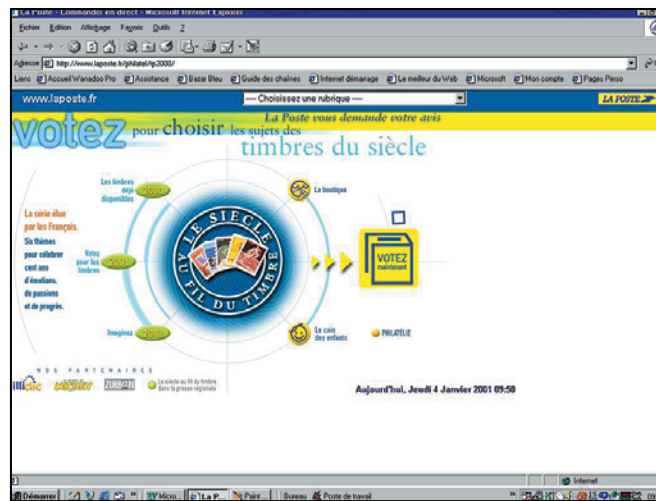 La Poste - Commander en direct - Microsoft Internet Explorer
Fichier Edition Affichage Favoris Outils ?
Adresse http://www.laposte.fr/philatel/tp2000/
Liens Accueil Wanadoo Pro Assistance Bazar Bleu Guide des chaînes Internet démarrage Le meilleur du Web Microsoft Mon compte Pages Perso
www.laposte.fr
--- Choisissez une rubrique ---
LA POSTE
La Poste vous demande votre avis
votez pour choisir les sujets des
timbres du siècle
Les timbres
déjà
disponibles
La boutique
La série élue
par les Français.
Six thèmes
pour célébrer
cent ans
d'émotions,
de passions
et de progrès.
Votez
pour les
timbres
LE SIECLE
AU FIL DU TIMBRE
VOTEZ
maintenant
Imaginez
Le coin
des enfants
PHILATÉLIE
NOS PARTENAIRES
MICKEY
ZURBAN
Le siècle au fil du timbre
dans la presse régionale
Aujourd'hui, Jeudi 4 Janvier 2001 09:50
Internet
Démarrer
Micro...
La P...
Paint ...
Bureau
Poste de travail